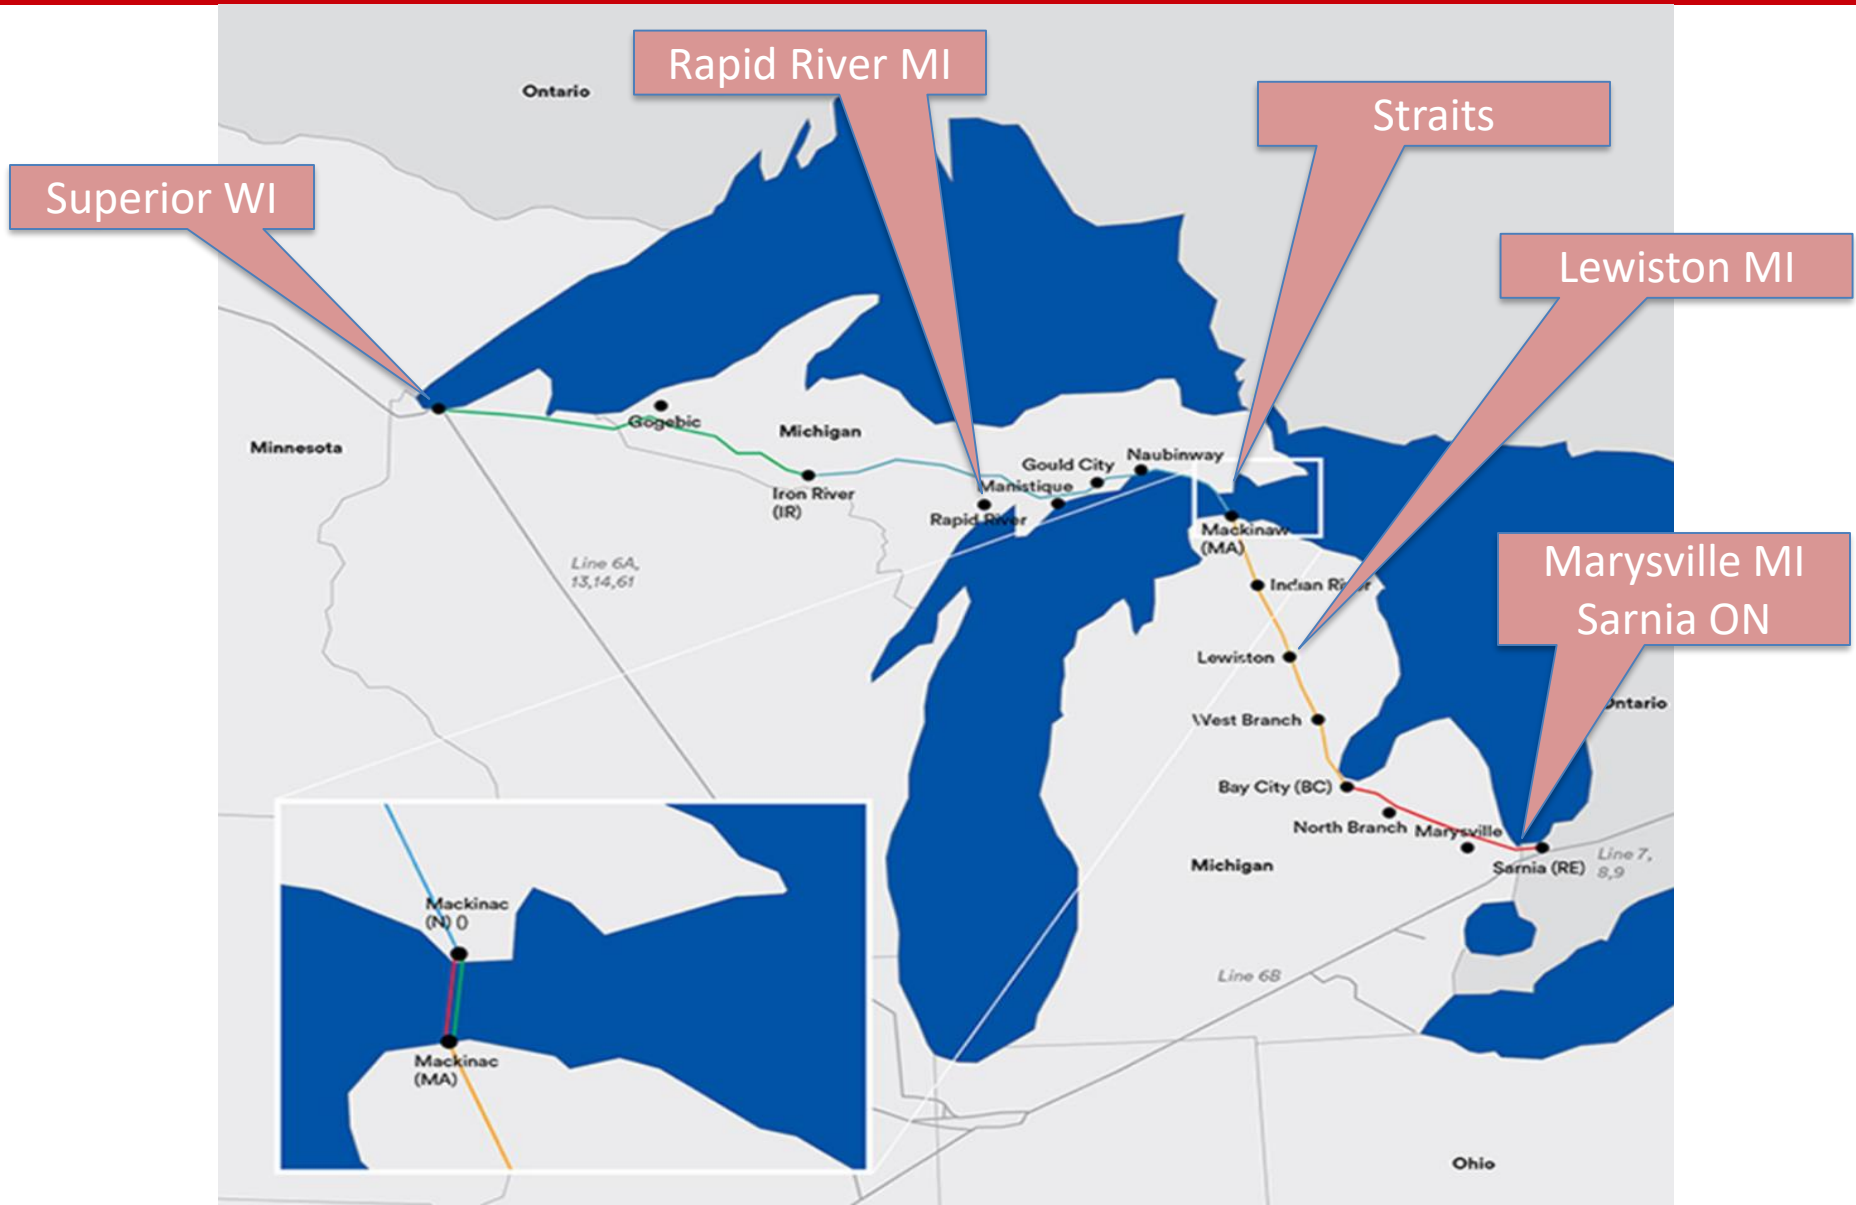 Rapid River MI
Ontario
Straits
Superior WI
Lewiston MI
Gogebic
Michigan
Minnesota
Naubinway
Gould City
Manistique
Iron River
(IR)
Rapid River
Mackinaw
(MA)
Line 6A,
13,14,61
Indian River
Marysville MI
Sarnia ON
Lewiston
Ontario
West Branch
Bay City (BC)
North Branch
Marysville
Michigan
Sarnia (RE)
Line 7,
8,9
Mackinac
(N) ()
Line 6B
Mackinac
(MA)
Ohio